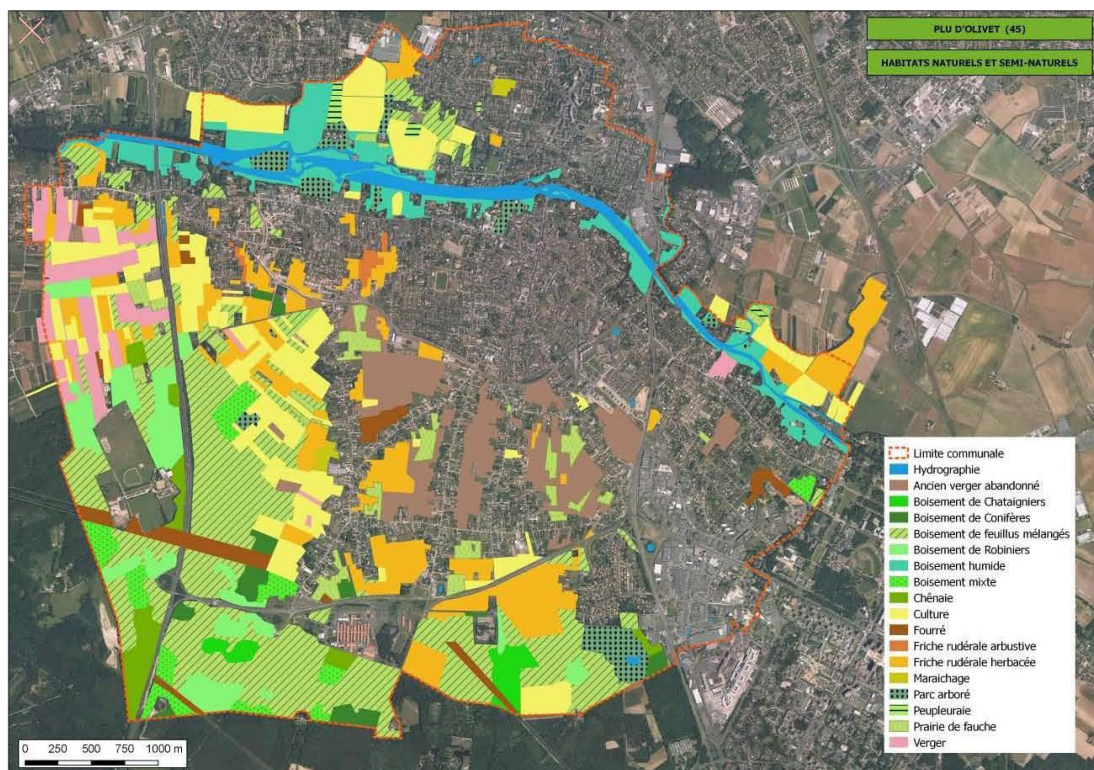 PLU D'OLIVET (45)
HABITATS NATURELS ET SEMI-NATURELS
Limite communale
Hydrographie
Ancien verger abandonné
Boisement de Chataigniers
Boisement de Conifères
Boisement de feuillus mélangés
Boisement de Robiniers
Boisement humide
Boisement mixte
Chênaie
Culture
Fourré
Friche rudérale arbustive
Friche rudérale herbacée
Maraichage
Parc arboré
Peupleuraie
Prairie de fauche
Verger
0 250 500 750 1000 m